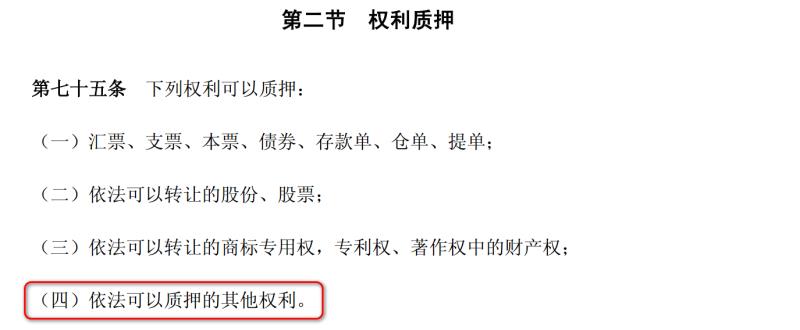 第二节　权利质押
第七十五条　下列权利可以质押：
（一）汇票、支票、本票、债券、存款单、仓单、提单；
（二）依法可以转让的股份、股票；
（三）依法可以转让的商标专用权，专利权、著作权中的财产权；
（四）依法可以质押的其他权利。